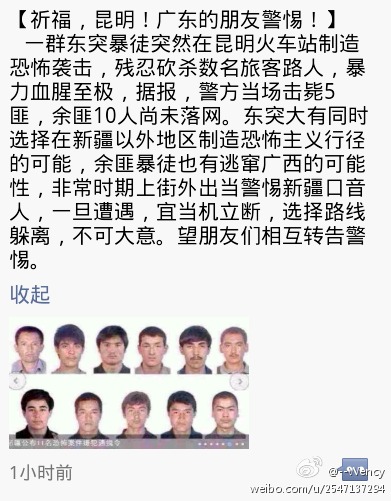 【祈福，昆明！广东的朋友警惕！】
一群东突暴徒突然在昆明火车站制造
恐怖袭击，残忍砍杀数名旅客路人，暴
力血腥至极，据报，警方当场击毙5
匪，余匪10人尚未落网。东突大有同时
选择在新疆以外地区制造恐怖主义行径
的可能，余匪暴徒也有逃窜广西的可能
性，非常时期上街外出当警惕新疆口音
人，一旦遭遇，宜当机立断，选择路线
躲离，不可大意。望朋友们相互转告警
惕。
收起
1小时前
weibo.com/u/2547137294